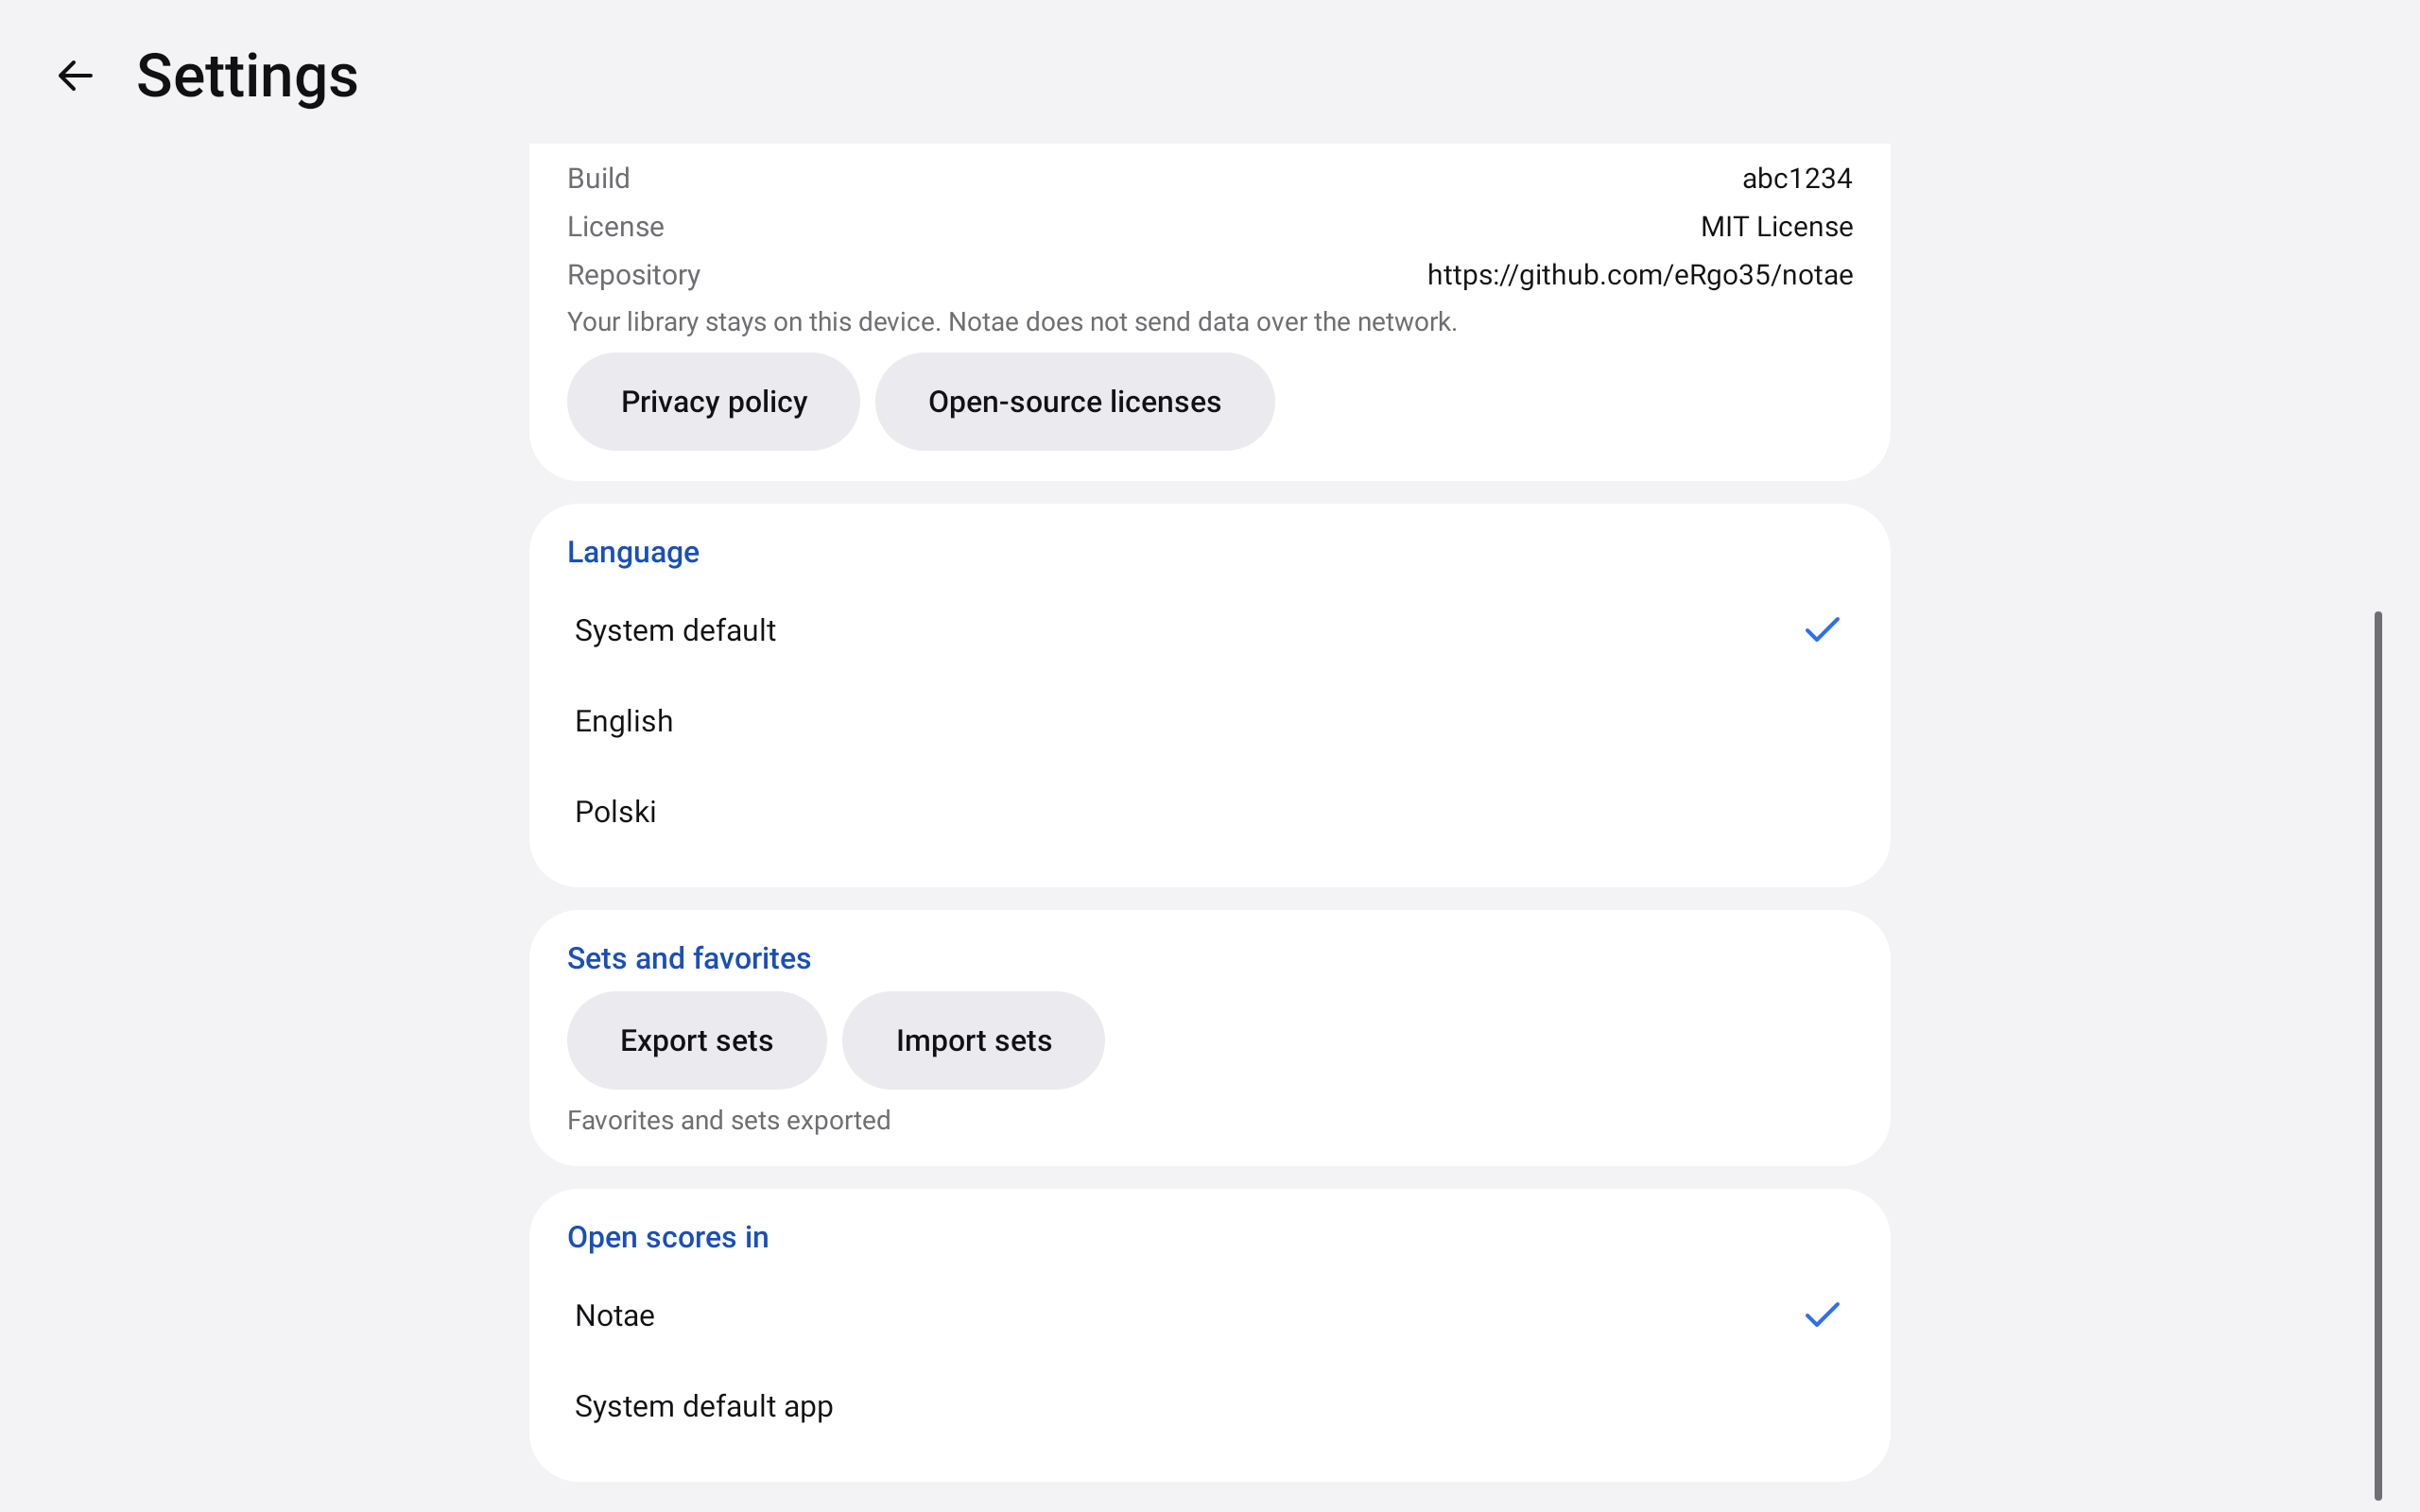 Settings
Build abc1234
License MIT License
Repository https://github.com/eRgo35/notae
Your library stays on this device. Notae does not send data over the network.
Privacy policy Open-source licenses
Language
System default
English
Polski
Sets and favorites
Export sets Import sets
Favorites and sets exported
Open scores in
Notae
System default app